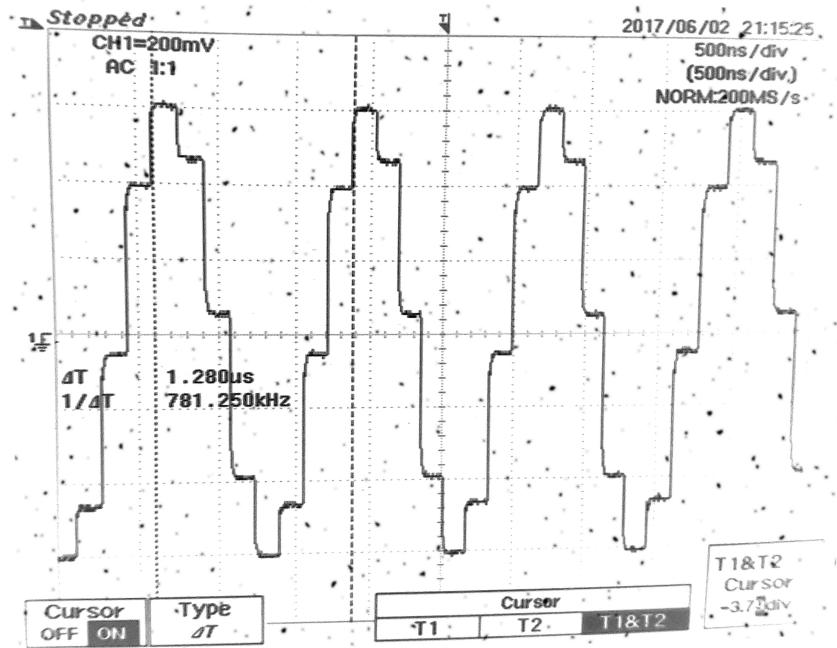 T Stopped
2017/06/02 21:15:25
CH1=200mV
AC 1:1
500ns/div
(500ns/div)
NORM:200MS/s
T
1
ΔT 1.280us
1/ΔT 781.250kHz
T1&T2
Cursor
Cursor
OFF ON
Type
ΔT
Cursor
T1 T2 T1&T2